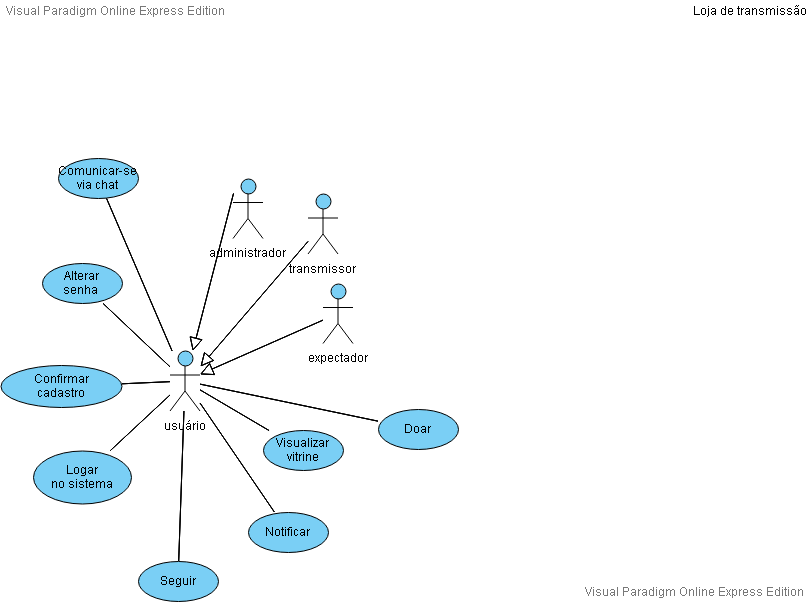 Visual Paradigm Online Express Edition
Loja de transmissão
Comunicar-se
via chat
administrador
transmissor
Alterar
senha
expectador
Confirmar
cadastro
usuário
Doar
Visualizar
vitrine
Logar
no sistema
Notificar
Seguir
Visual Paradigm Online Express Edition